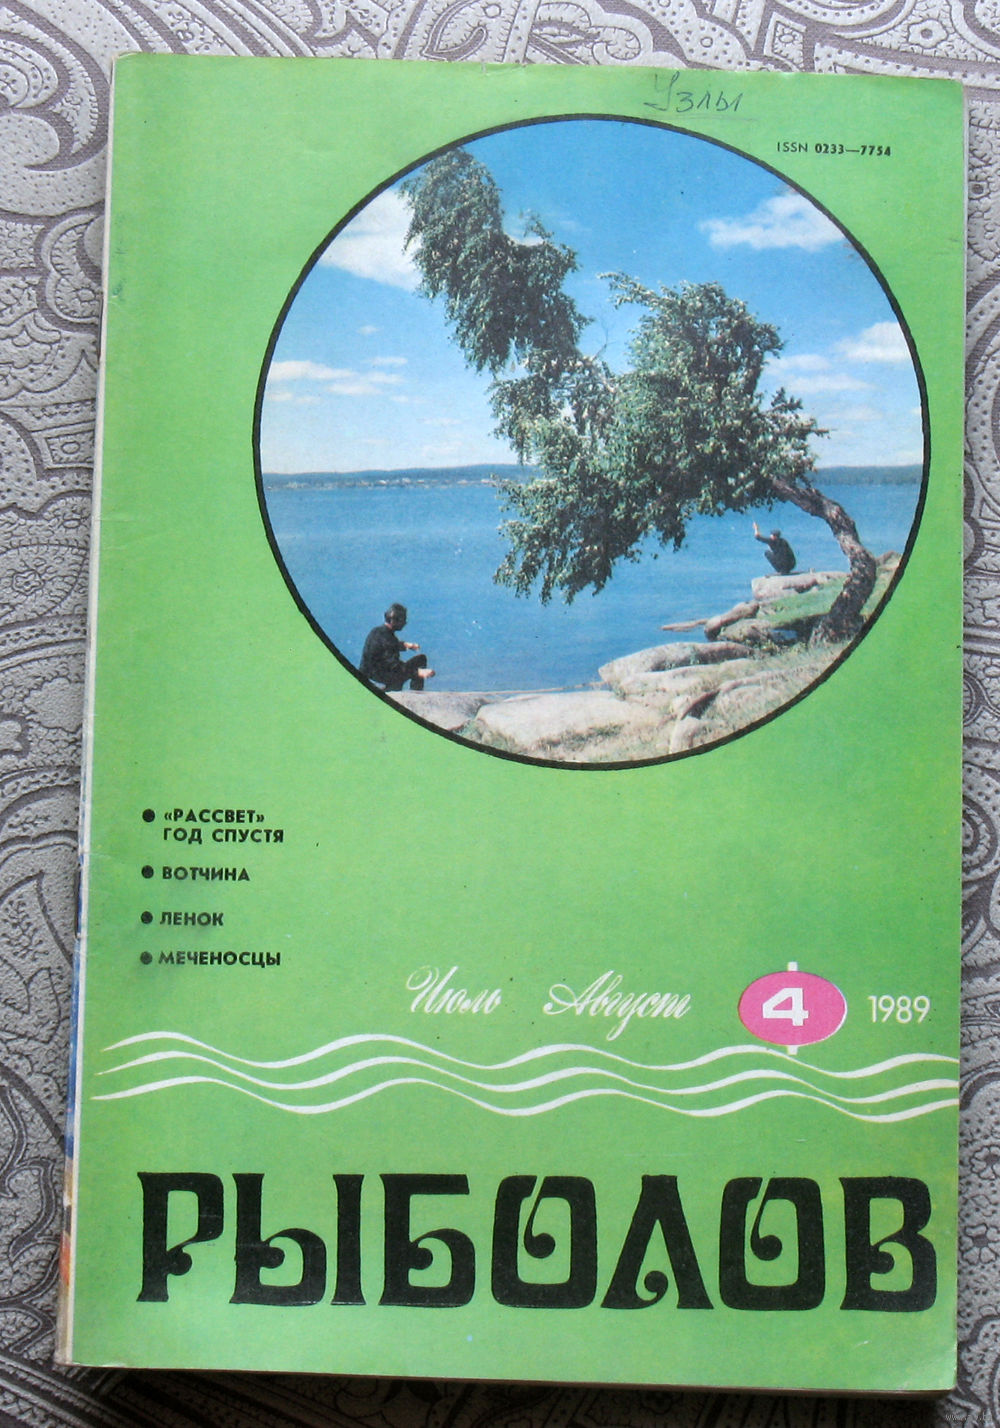 Узлы
ISSN 0233—7754
● «РАССВЕТ»
ГОД СПУСТЯ
● ВОТЧИНА
● ЛЕНОК
● МЕЧЕНОСЦЫ
Июль Август 4 1989
РЫБОЛОВ